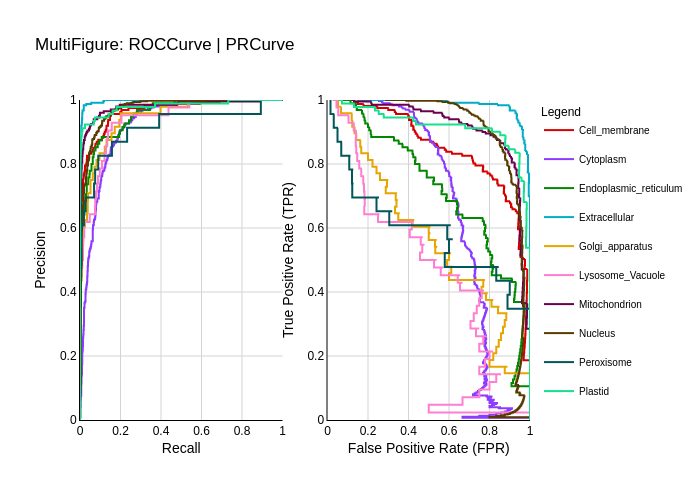 MultiFigure: ROCCurve | PRCurve
Precision
1
0.8
0.6
0.4
0.2
0
0 0.2 0.4 0.6 0.8 1
Recall
True Positive Rate (TPR)
1
0.8
0.6
0.4
0.2
0
0 0.2 0.4 0.6 0.8 1
False Positive Rate (FPR)
Legend
Cell_membrane
Cytoplasm
Endoplasmic_reticulum
Extracellular
Golgi_apparatus
Lysosome_Vacuole
Mitochondrion
Nucleus
Peroxisome
Plastid